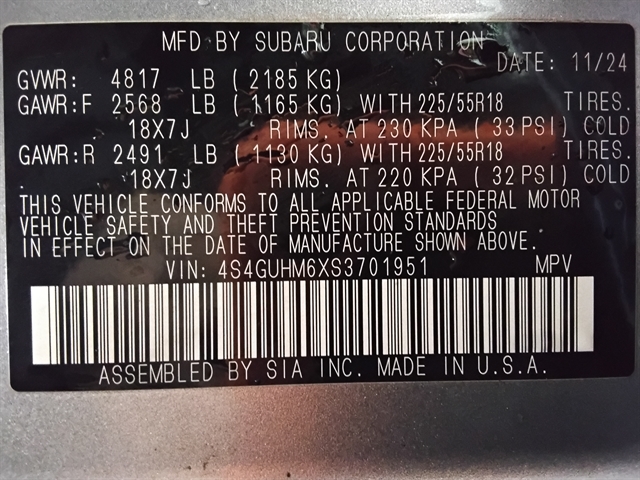 MFD BY SUBARU CORPORATION
DATE: 11/24
GVWR: 4817 LB (2185 KG)
GAWR:F 2568 LB (1165 KG) WITH 225/55R18 TIRES.
18X7J RIMS. AT 230 KPA (33 PSI) COLD
GAWR:R 2491 LB (1130 KG) WITH 225/55R18 TIRES.
. 18X7J RIMS. AT 220 KPA (32 PSI) COLD
THIS VEHICLE CONFORMS TO ALL APPLICABLE FEDERAL MOTOR
VEHICLE SAFETY AND THEFT PREVENTION STANDARDS
IN EFFECT ON THE DATE OF MANUFACTURE SHOWN ABOVE.
VIN: 4S4GUHM6XS3701951 MPV
ASSEMBLED BY SIA INC. MADE IN U.S.A.